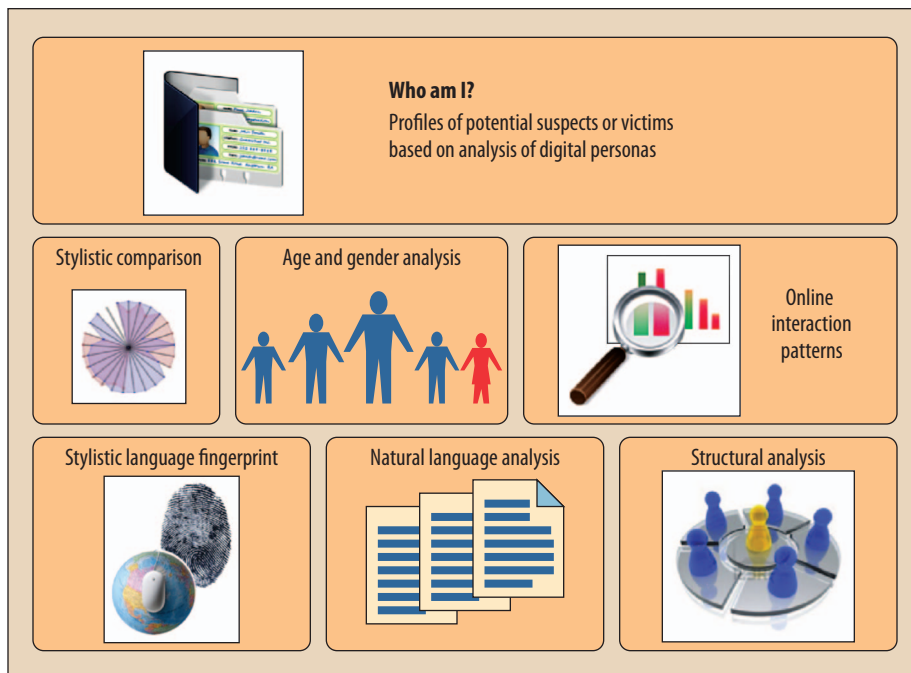 Who am I?
Profiles of potential suspects or victims
based on analysis of digital personas
Stylistic comparison
Age and gender analysis
Online
interaction
patterns
Stylistic language fingerprint
Natural language analysis
Structural analysis